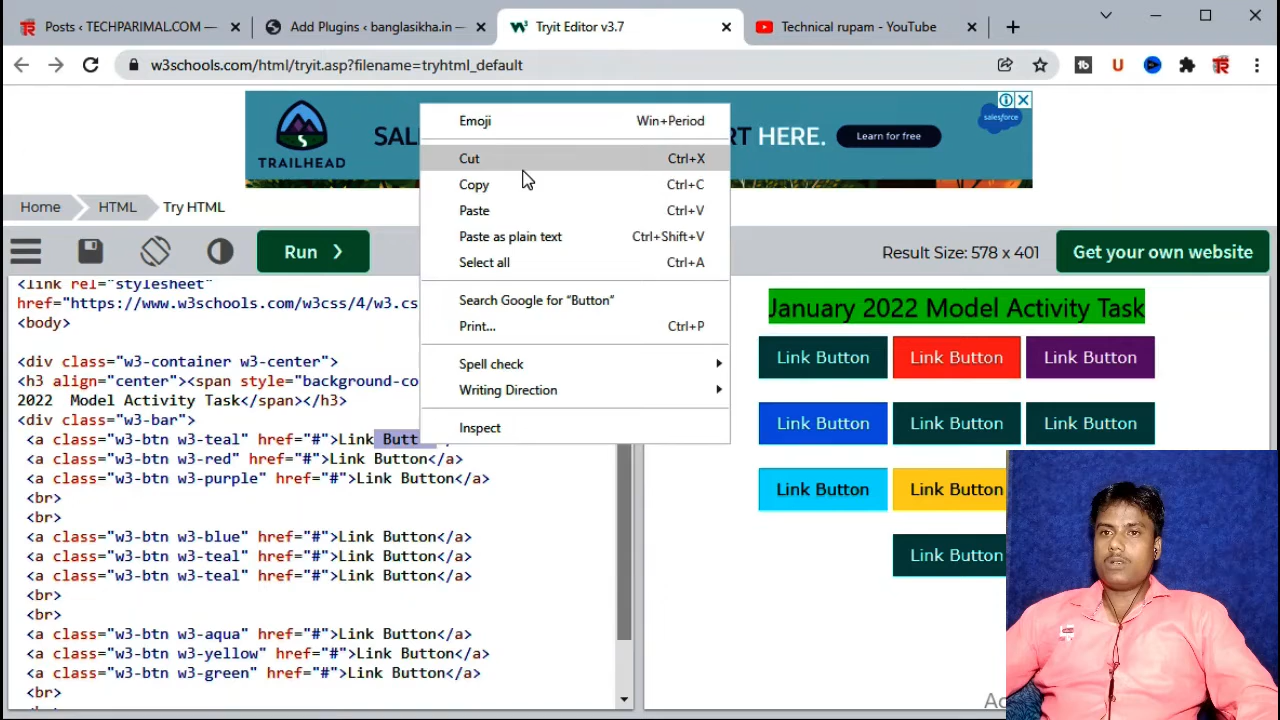 Posts ‹ TECHPARIMAL.COM —
Add Plugins ‹ banglasikha.in —
Tryit Editor v3.7
Technical rupam - YouTube
w3schools.com/html/tryit.asp?filename=tryhtml_default
TRAILHEAD
SAL
RT HERE.
Learn for free
salesforce
Emoji Win+Period
Cut Ctrl+X
Copy Ctrl+C
Paste Ctrl+V
Paste as plain text Ctrl+Shift+V
Select all Ctrl+A
Search Google for “Button”
Print... Ctrl+P
Spell check
Writing Direction
Inspect
Home HTML Try HTML
Run ❯
Result Size: 578 x 401
Get your own website
<link rel="stylesheet"
href="https://www.w3schools.com/w3css/4/w3.cs
<body>
<div class="w3-container w3-center">
<h3 align="center"><span style="background-co
2022 Model Activity Task</span></h3>
<div class="w3-bar">
<a class="w3-btn w3-teal" href="#">Link Butt
<a class="w3-btn w3-red" href="#">Link Button</a>
<a class="w3-btn w3-purple" href="#">Link Button</a>
<br>
<br>
<a class="w3-btn w3-blue" href="#">Link Button</a>
<a class="w3-btn w3-teal" href="#">Link Button</a>
<a class="w3-btn w3-teal" href="#">Link Button</a>
<br>
<br>
<a class="w3-btn w3-aqua" href="#">Link Button</a>
<a class="w3-btn w3-yellow" href="#">Link Button</a>
<a class="w3-btn w3-green" href="#">Link Button</a>
<br>
January 2022 Model Activity Task
Link Button Link Button Link Button
Link Button Link Button Link Button
Link Button Link Button
Link Button